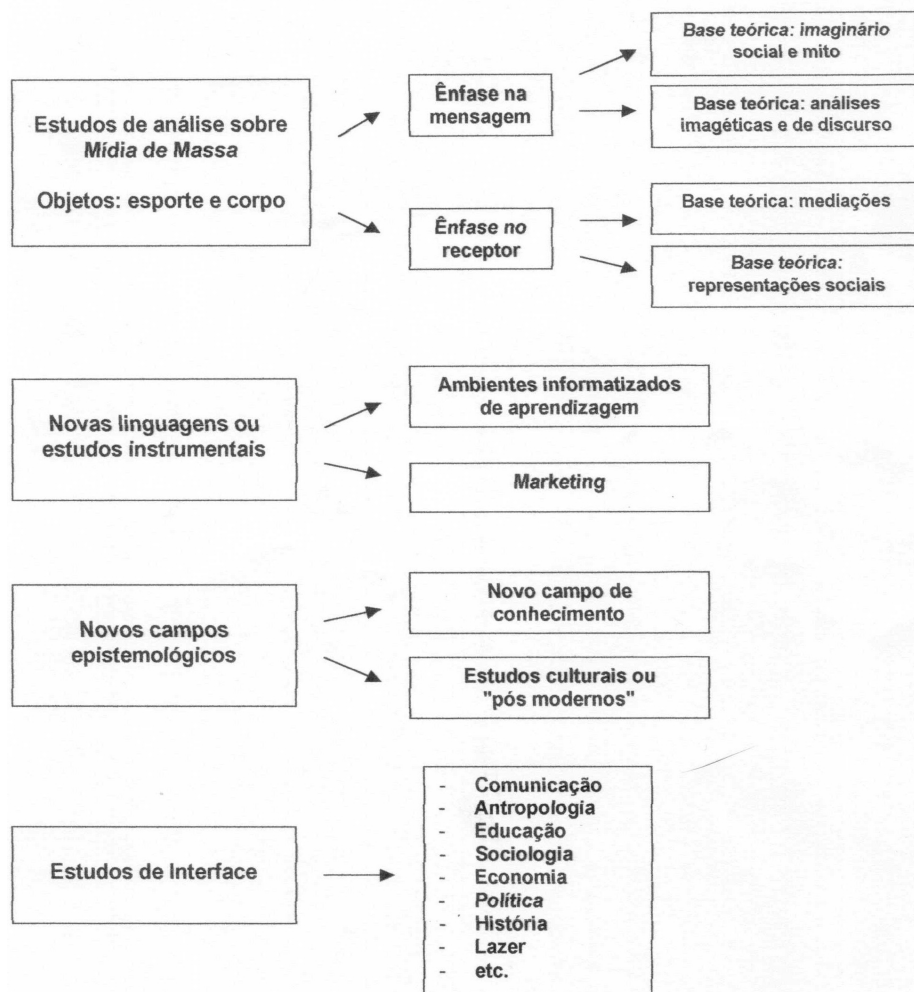 Estudos de análise sobre
Mídia de Massa
Objetos: esporte e corpo
Ênfase na
mensagem
Base teórica: imaginário
social e mito
Base teórica: análises
imagéticas e de discurso
Ênfase no
receptor
Base teórica: mediações
Base teórica:
representações sociais
Novas linguagens ou
estudos instrumentais
Ambientes informatizados
de aprendizagem
Marketing
Novos campos
epistemológicos
Novo campo de
conhecimento
Estudos culturais ou
"pós modernos"
Estudos de Interface
- Comunicação
- Antropologia
- Educação
- Sociologia
- Economia
- Política
- História
- Lazer
- etc.